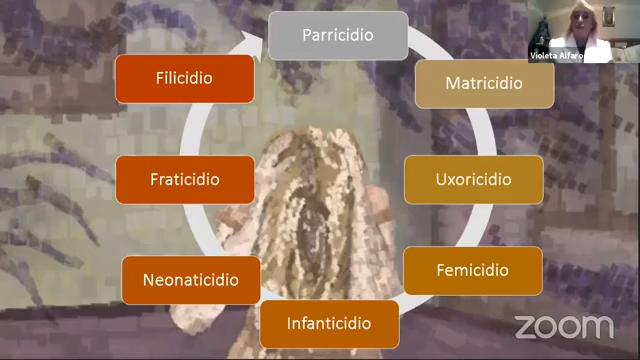 Parricidio
Violeta Alfaro
Filicidio
Matricidio
Fraticidio
Uxoricidio
Neonaticidio
Femicidio
Infanticidio
zoom